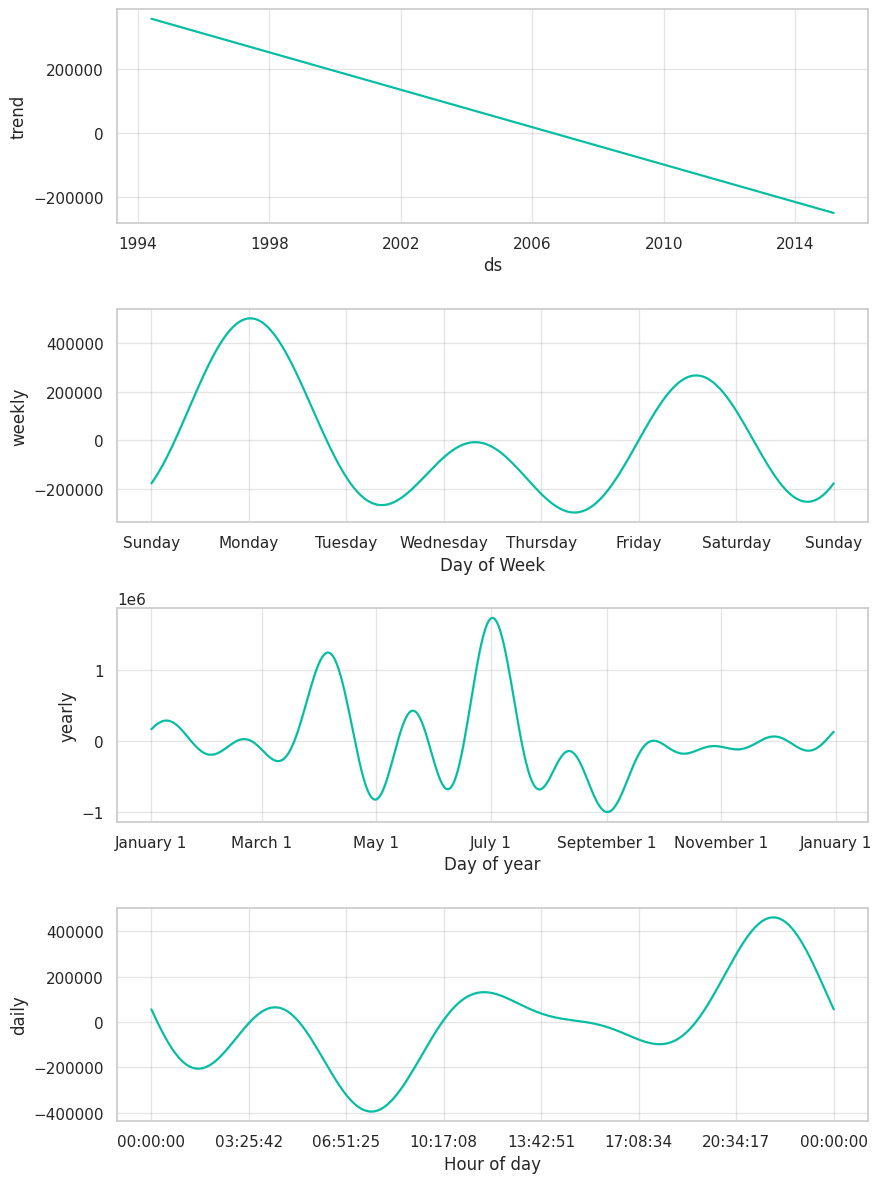 200000
0
−200000
trend
1994 1998 2002 2006 2010 2014
ds
400000
200000
0
−200000
weekly
Sunday Monday Tuesday Wednesday Thursday Friday Saturday Sunday
Day of Week
1e6
1
0
−1
yearly
January 1 March 1 May 1 July 1 September 1 November 1 January 1
Day of year
400000
200000
0
−200000
−400000
daily
00:00:00 03:25:42 06:51:25 10:17:08 13:42:51 17:08:34 20:34:17 00:00:00
Hour of day